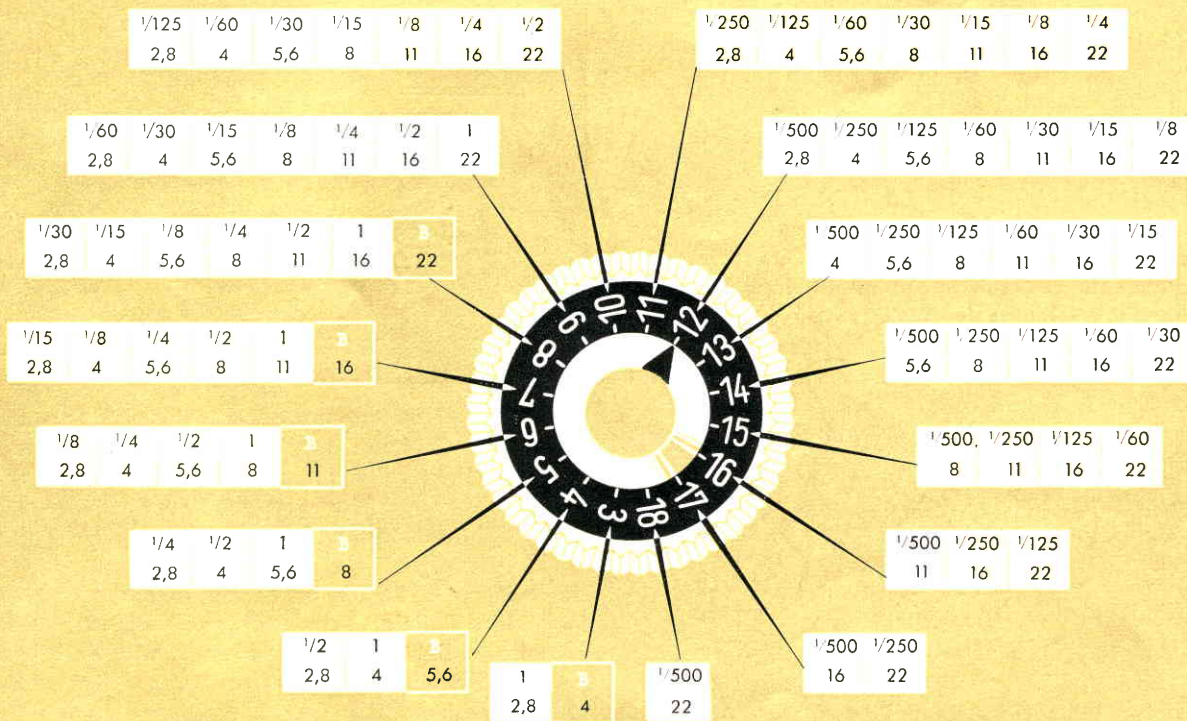 1/125 1/60 1/30 1/15 1/8 1/4 1/2
2,8 4 5,6 8 11 16 22
1/250 1/125 1/60 1/30 1/15 1/8 1/4
2,8 4 5,6 8 11 16 22
1/60 1/30 1/15 1/8 1/4 1/2 1
2,8 4 5,6 8 11 16 22
1/500 1/250 1/125 1/60 1/30 1/15 1/8
2,8 4 5,6 8 11 16 22
1/30 1/15 1/8 1/4 1/2 1 B
2,8 4 5,6 8 11 16 22
1/500 1/250 1/125 1/60 1/30 1/15
4 5,6 8 11 16 22
1/15 1/8 1/4 1/2 1 B
2,8 4 5,6 8 11 16
1/500 1/250 1/125 1/60 1/30
5,6 8 11 16 22
1/8 1/4 1/2 1 B
2,8 4 5,6 8 11
1/500, 1/250 1/125 1/60
8 11 16 22
1/4 1/2 1 B
2,8 4 5,6 8
1/500 1/250 1/125
11 16 22
1/2 1 B
2,8 4 5,6
1 B
2,8 4
1/500
22
1/500 1/250
16 22
3 4 5 6 7 8 9 10 11 12 13 14 15 16 17 18